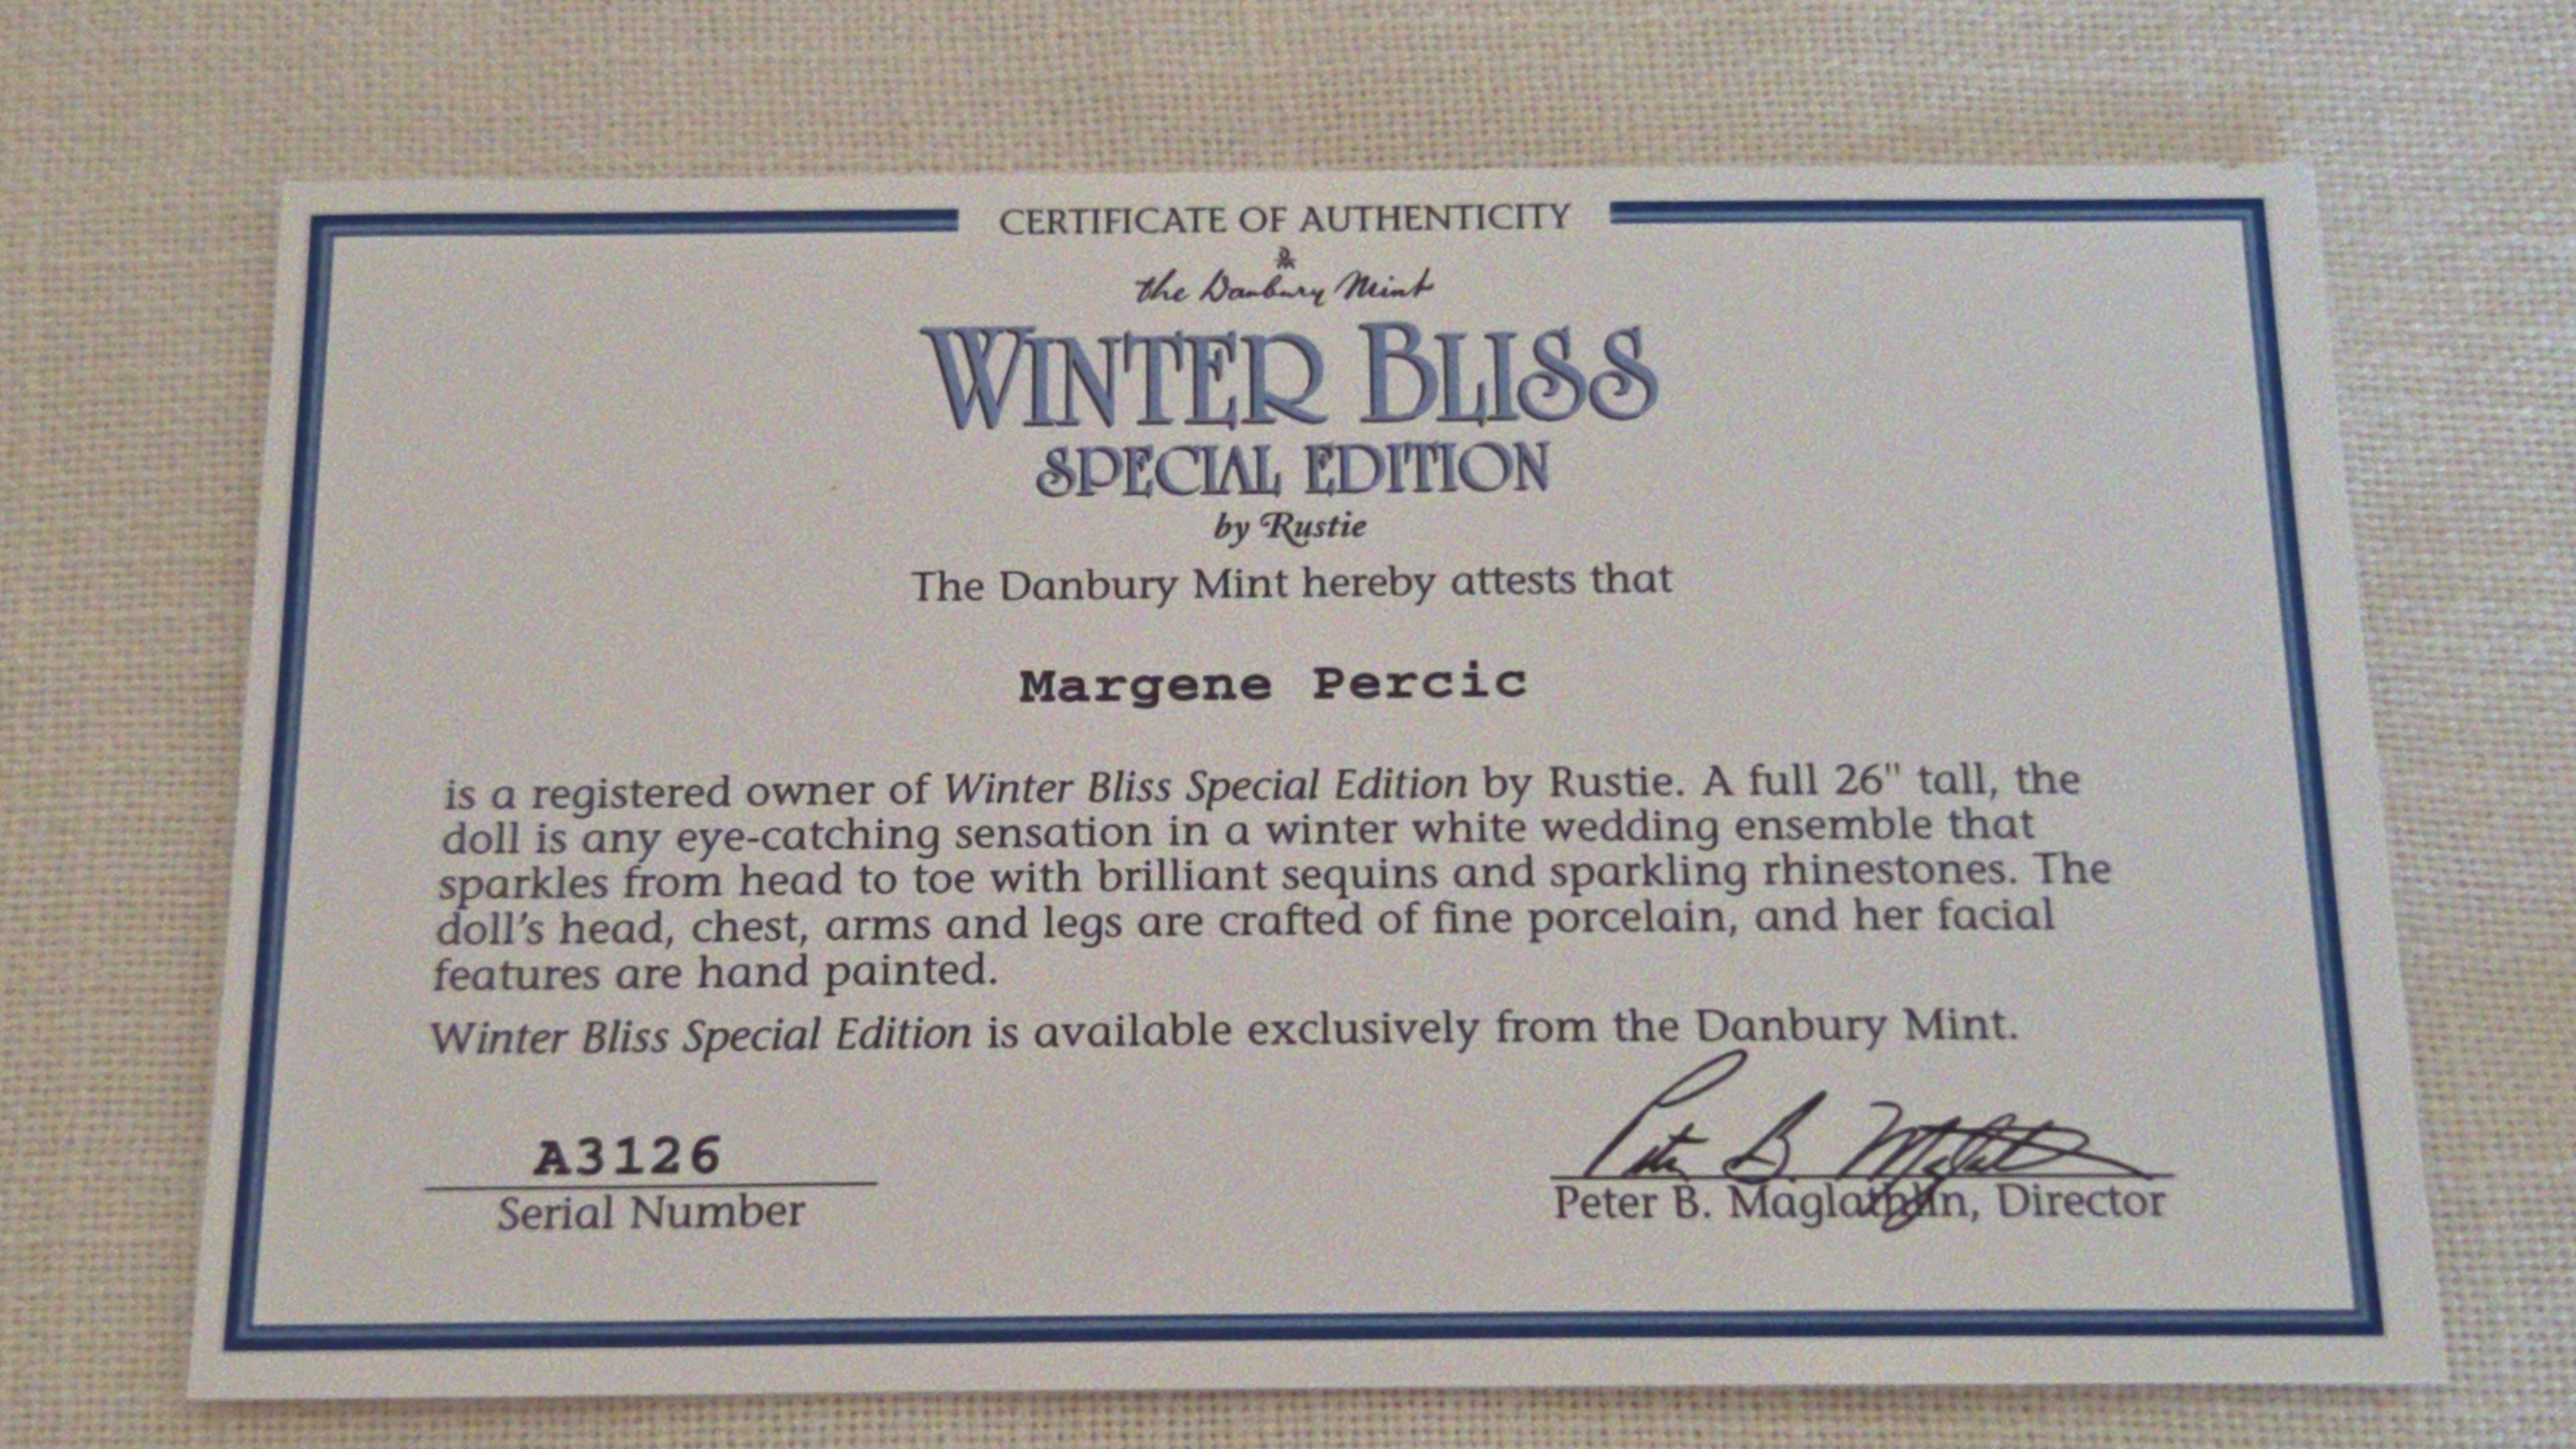 CERTIFICATE OF AUTHENTICITY
the Danbury Mint
WINTER BLISS
SPECIAL EDITION
by Rustie
The Danbury Mint hereby attests that
Margene Percic
is a registered owner of Winter Bliss Special Edition by Rustie. A full 26" tall, the
doll is any eye-catching sensation in a winter white wedding ensemble that
sparkles from head to toe with brilliant sequins and sparkling rhinestones. The
doll's head, chest, arms and legs are crafted of fine porcelain, and her facial
features are hand painted.
Winter Bliss Special Edition is available exclusively from the Danbury Mint.
A3126
Serial Number
Peter B. Maglathlin, Director